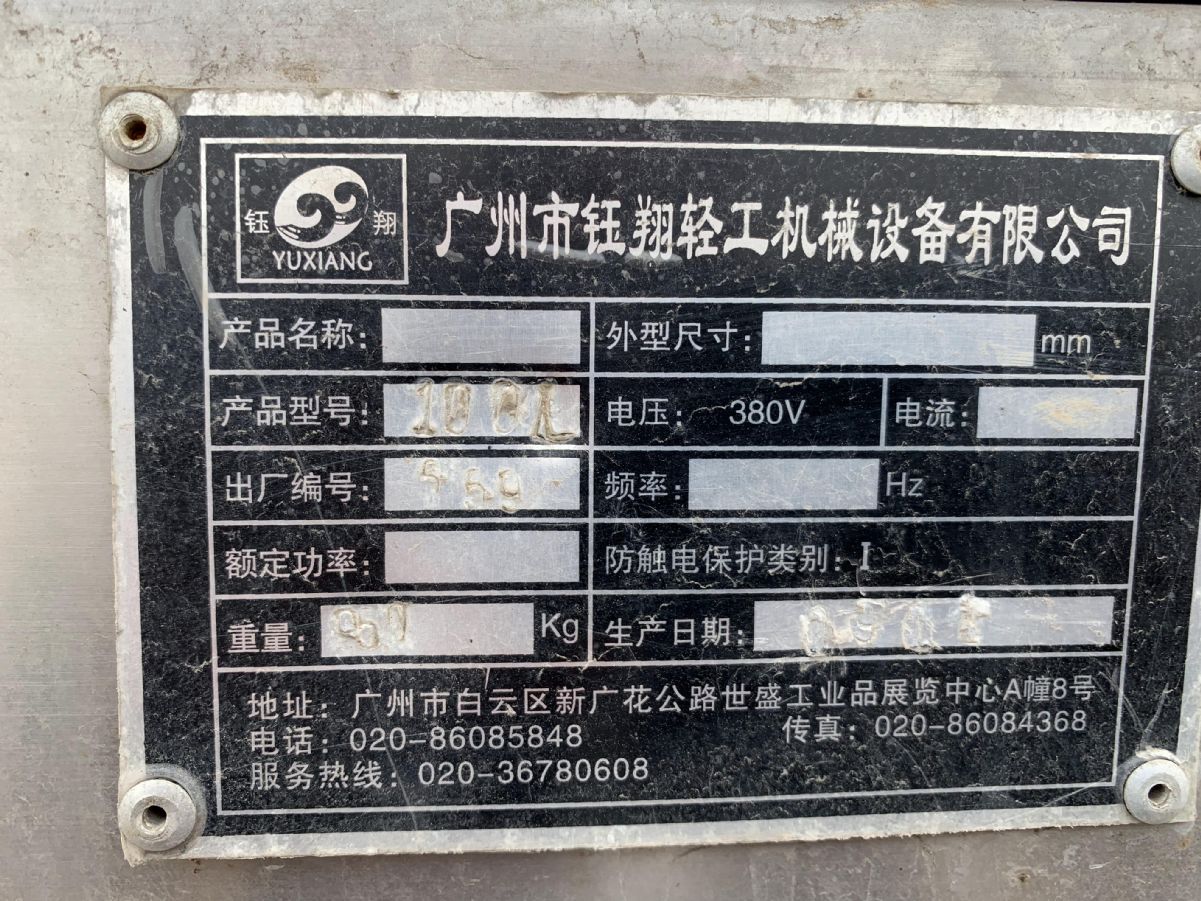 钰 翔
YUXIANG
广州市钰翔轻工机械设备有限公司
产品名称: 外型尺寸: mm
产品型号: 100L 电压: 380V 电流:
出厂编号: 频率: Hz
额定功率: 防触电保护类别: I
重量: Kg 生产日期:
地址: 广州市白云区新广花公路世盛工业品展览中心A幢8号
电话: 020-86085848 传真: 020-86084368
服务热线: 020-36780608